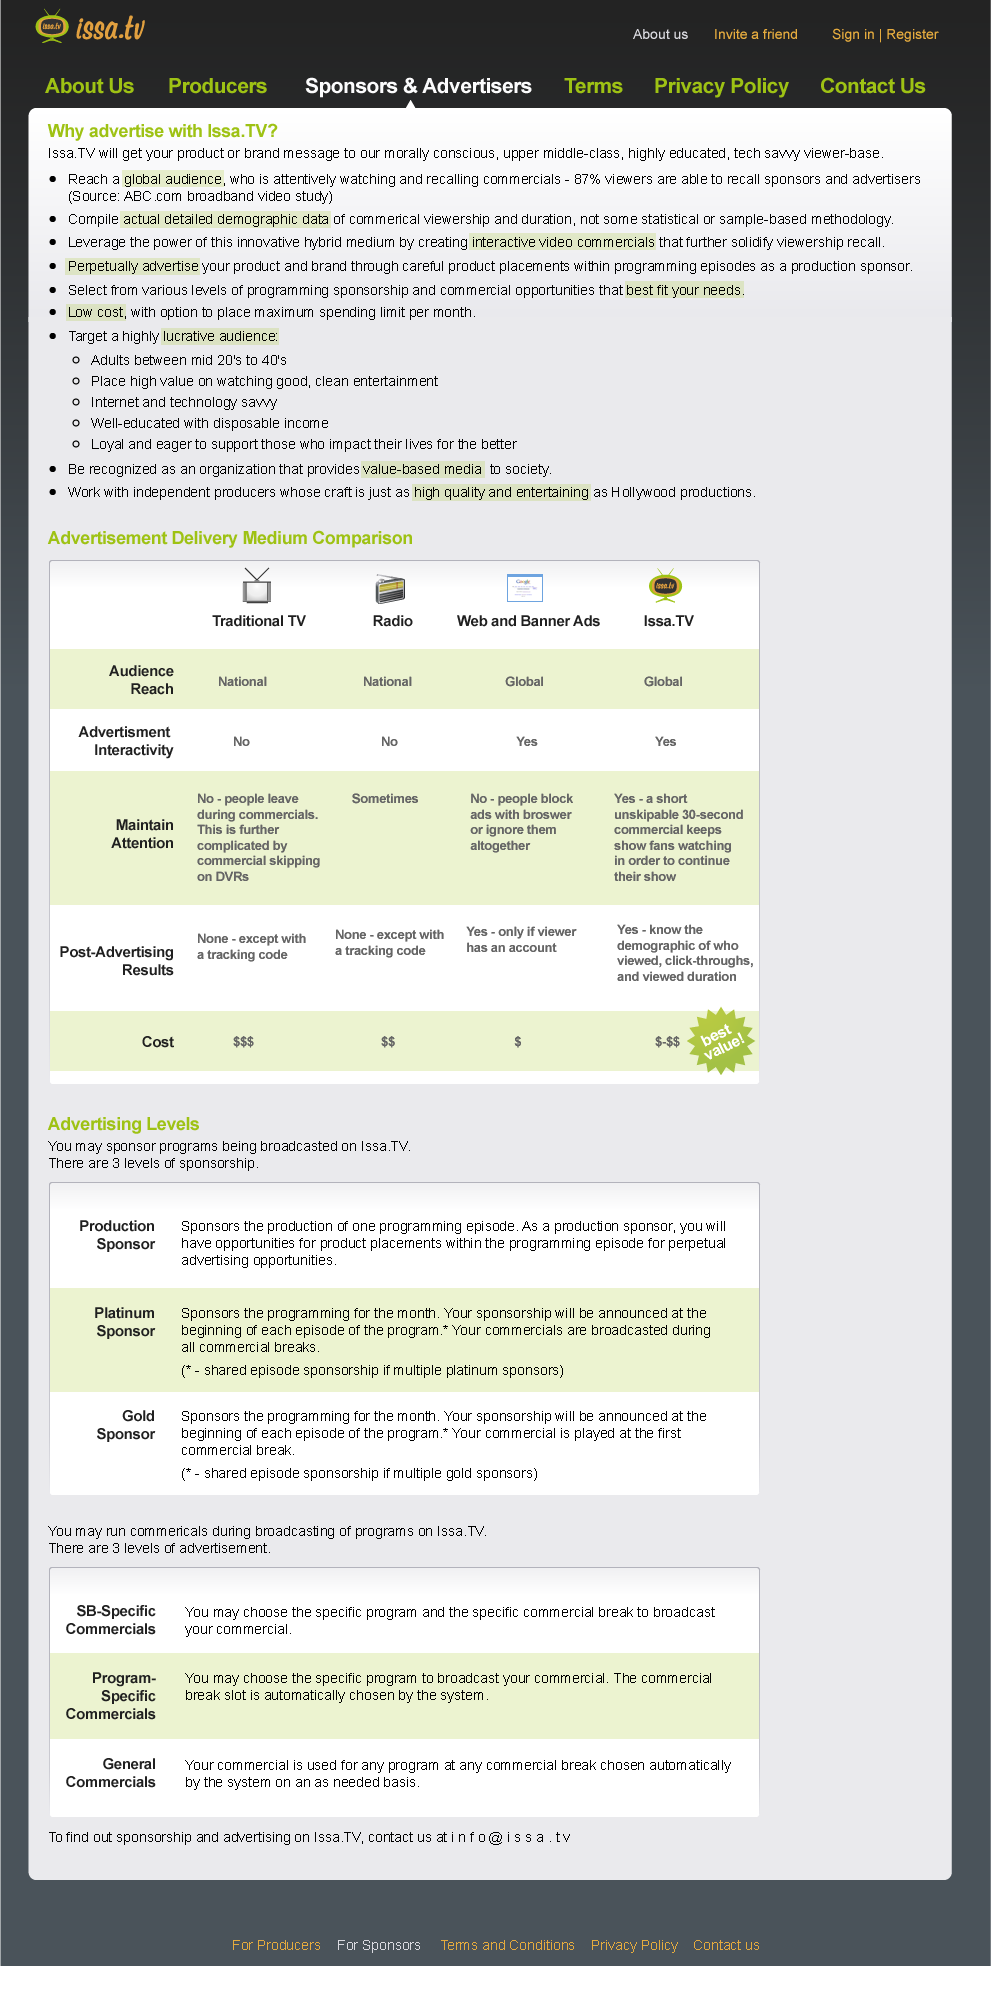 issa.tv
About us Invite a friend Sign in | Register
About Us Producers Sponsors & Advertisers Terms Privacy Policy Contact Us
Why advertise with Issa.TV?
Issa.TV will get your product or brand message to our morally conscious, upper middle-class, highly educated, tech savvy viewer-base.
• Reach a global audience, who is attentively watching and recalling commercials - 87% viewers are able to recall sponsors and advertisers
(Source: ABC.com broadband video study)
• Compile actual detailed demographic data of commerical viewership and duration, not some statistical or sample-based methodology.
• Leverage the power of this innovative hybrid medium by creating interactive video commercials that further solidify viewership recall.
• Perpetually advertise your product and brand through careful product placements within programming episodes as a production sponsor.
• Select from various levels of programming sponsorship and commercial opportunities that best fit your needs.
• Low cost, with option to place maximum spending limit per month.
• Target a highly lucrative audience:
Adults between mid 20's to 40's
Place high value on watching good, clean entertainment
Internet and technology savvy
Well-educated with disposable income
Loyal and eager to support those who impact their lives for the better
• Be recognized as an organization that provides value-based media to society.
• Work with independent producers whose craft is just as high quality and entertaining as Hollywood productions.
Advertisement Delivery Medium Comparison
Traditional TV Radio Web and Banner Ads Issa.TV
Audience
Reach
National National Global Global
Advertisment
Interactivity
No No Yes Yes
Maintain
Attention
No - people leave
during commercials.
This is further
complicated by
commercial skipping
on DVRs
Sometimes
No - people block
ads with broswer
or ignore them
altogether
Yes - a short
unskipable 30-second
commercial keeps
show fans watching
in order to continue
their show
Post-Advertising
Results
None - except with
a tracking code
None - except with
a tracking code
Yes - only if viewer
has an account
Yes - know the
demographic of who
viewed, click-throughs,
and viewed duration
Cost $$$ $$ $ $-$$
best
value!
Advertising Levels
You may sponsor programs being broadcasted on Issa.TV.
There are 3 levels of sponsorship.
Production
Sponsor
Sponsors the production of one programming episode. As a production sponsor, you will
have opportunities for product placements within the programming episode for perpetual
advertising opportunities.
Platinum
Sponsor
Sponsors the programming for the month. Your sponsorship will be announced at the
beginning of each episode of the program.* Your commercials are broadcasted during
all commercial breaks.
(* - shared episode sponsorship if multiple platinum sponsors)
Gold
Sponsor
Sponsors the programming for the month. Your sponsorship will be announced at the
beginning of each episode of the program.* Your commercial is played at the first
commercial break.
(* - shared episode sponsorship if multiple gold sponsors)
You may run commericals during broadcasting of programs on Issa.TV.
There are 3 levels of advertisement.
SB-Specific
Commercials
You may choose the specific program and the specific commercial break to broadcast
your commercial.
Program-
Specific
Commercials
You may choose the specific program to broadcast your commercial. The commercial
break slot is automatically chosen by the system.
General
Commercials
Your commercial is used for any program at any commercial break chosen automatically
by the system on an as needed basis.
To find out sponsorship and advertising on Issa.TV, contact us at i n f o @ i s s a . t v
For Producers For Sponsors Terms and Conditions Privacy Policy Contact us